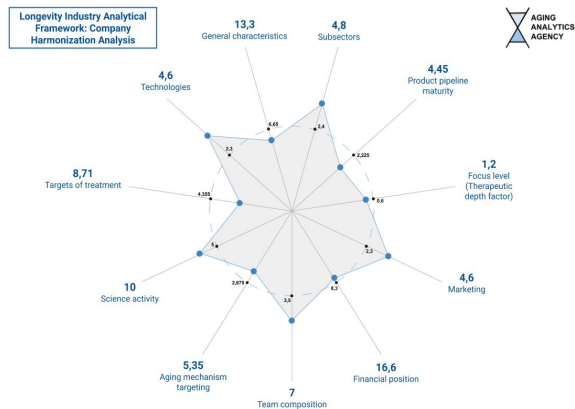 Longevity Industry Analytical
Framework: Company
Harmonization Analysis
AGING
ANALYTICS
AGENCY
13,3
General characteristics
4,8
Subsectors
4,45
Product pipeline
maturity
1,2
Focus level
(Therapeutic
depth factor)
4,6
Marketing
16,6
Financial position
7
Team composition
5,35
Aging mechanism
targeting
10
Science activity
8,71
Targets of treatment
4,6
Technologies
6,65
2,4
2,225
0,6
2,3
8,3
3,5
2,675
5
4,355
2,3